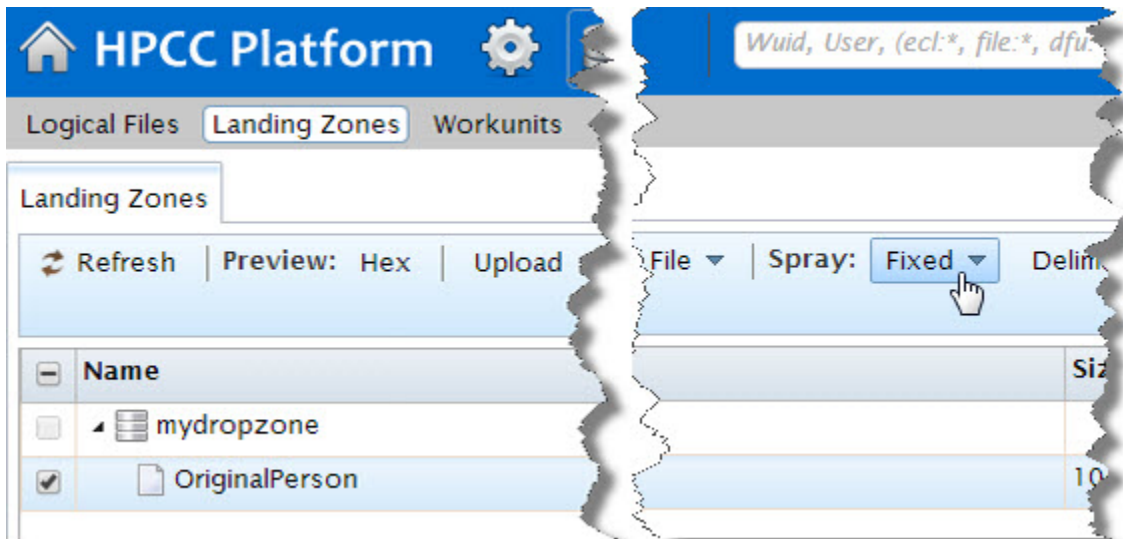 HPCC Platform Wuid, User, (ecl:*, file:*, dfu:
Logical Files Landing Zones Workunits
Landing Zones
Refresh Preview: Hex Upload File Spray: Fixed
Name
mydropzone
OriginalPerson